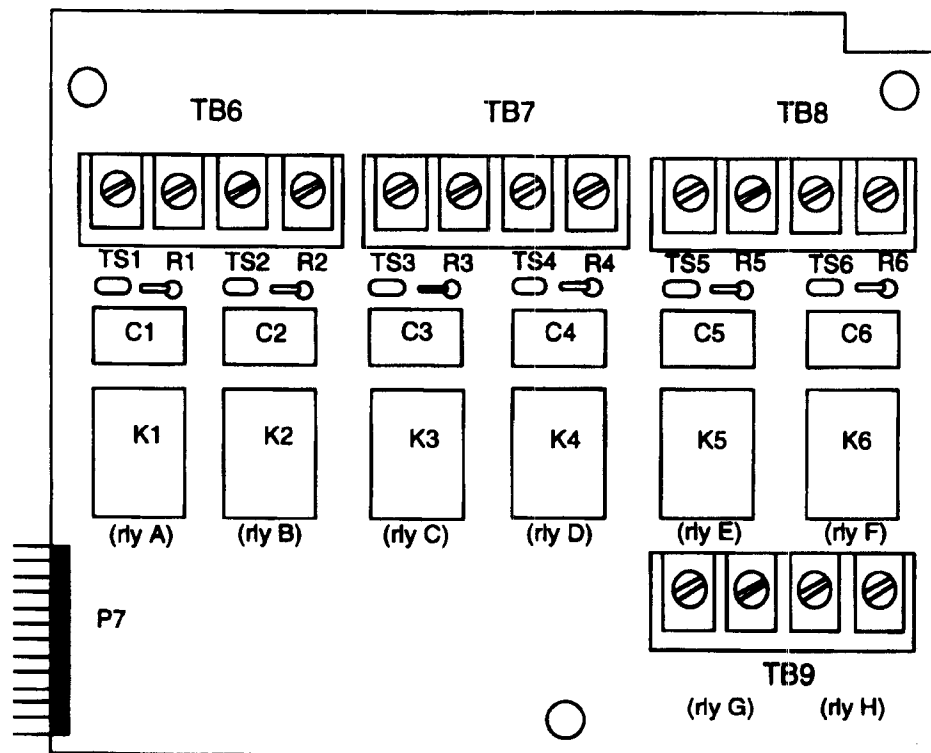 TB6 TB7 TB8
TS1 R1 TS2 R2 TS3 R3 TS4 R4 TS5 R5 TS6 R6
C1 C2 C3 C4 C5 C6
K1 K2 K3 K4 K5 K6
(rly A) (rly B) (rly C) (rly D) (rly E) (rly F)
P7
TB9
(rly G) (rly H)